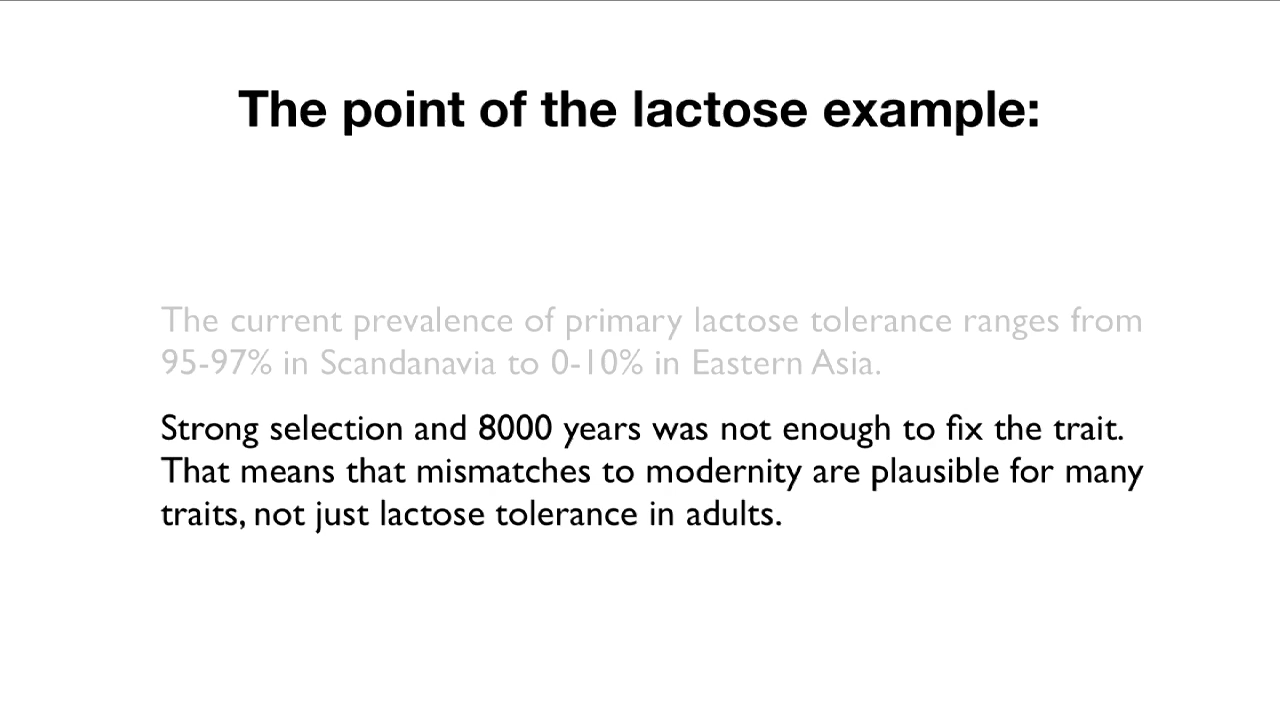 The point of the lactose example:
The current prevalence of primary lactose tolerance ranges from
95-97% in Scandanavia to 0-10% in Eastern Asia.
Strong selection and 8000 years was not enough to fix the trait.
That means that mismatches to modernity are plausible for many
traits, not just lactose tolerance in adults.